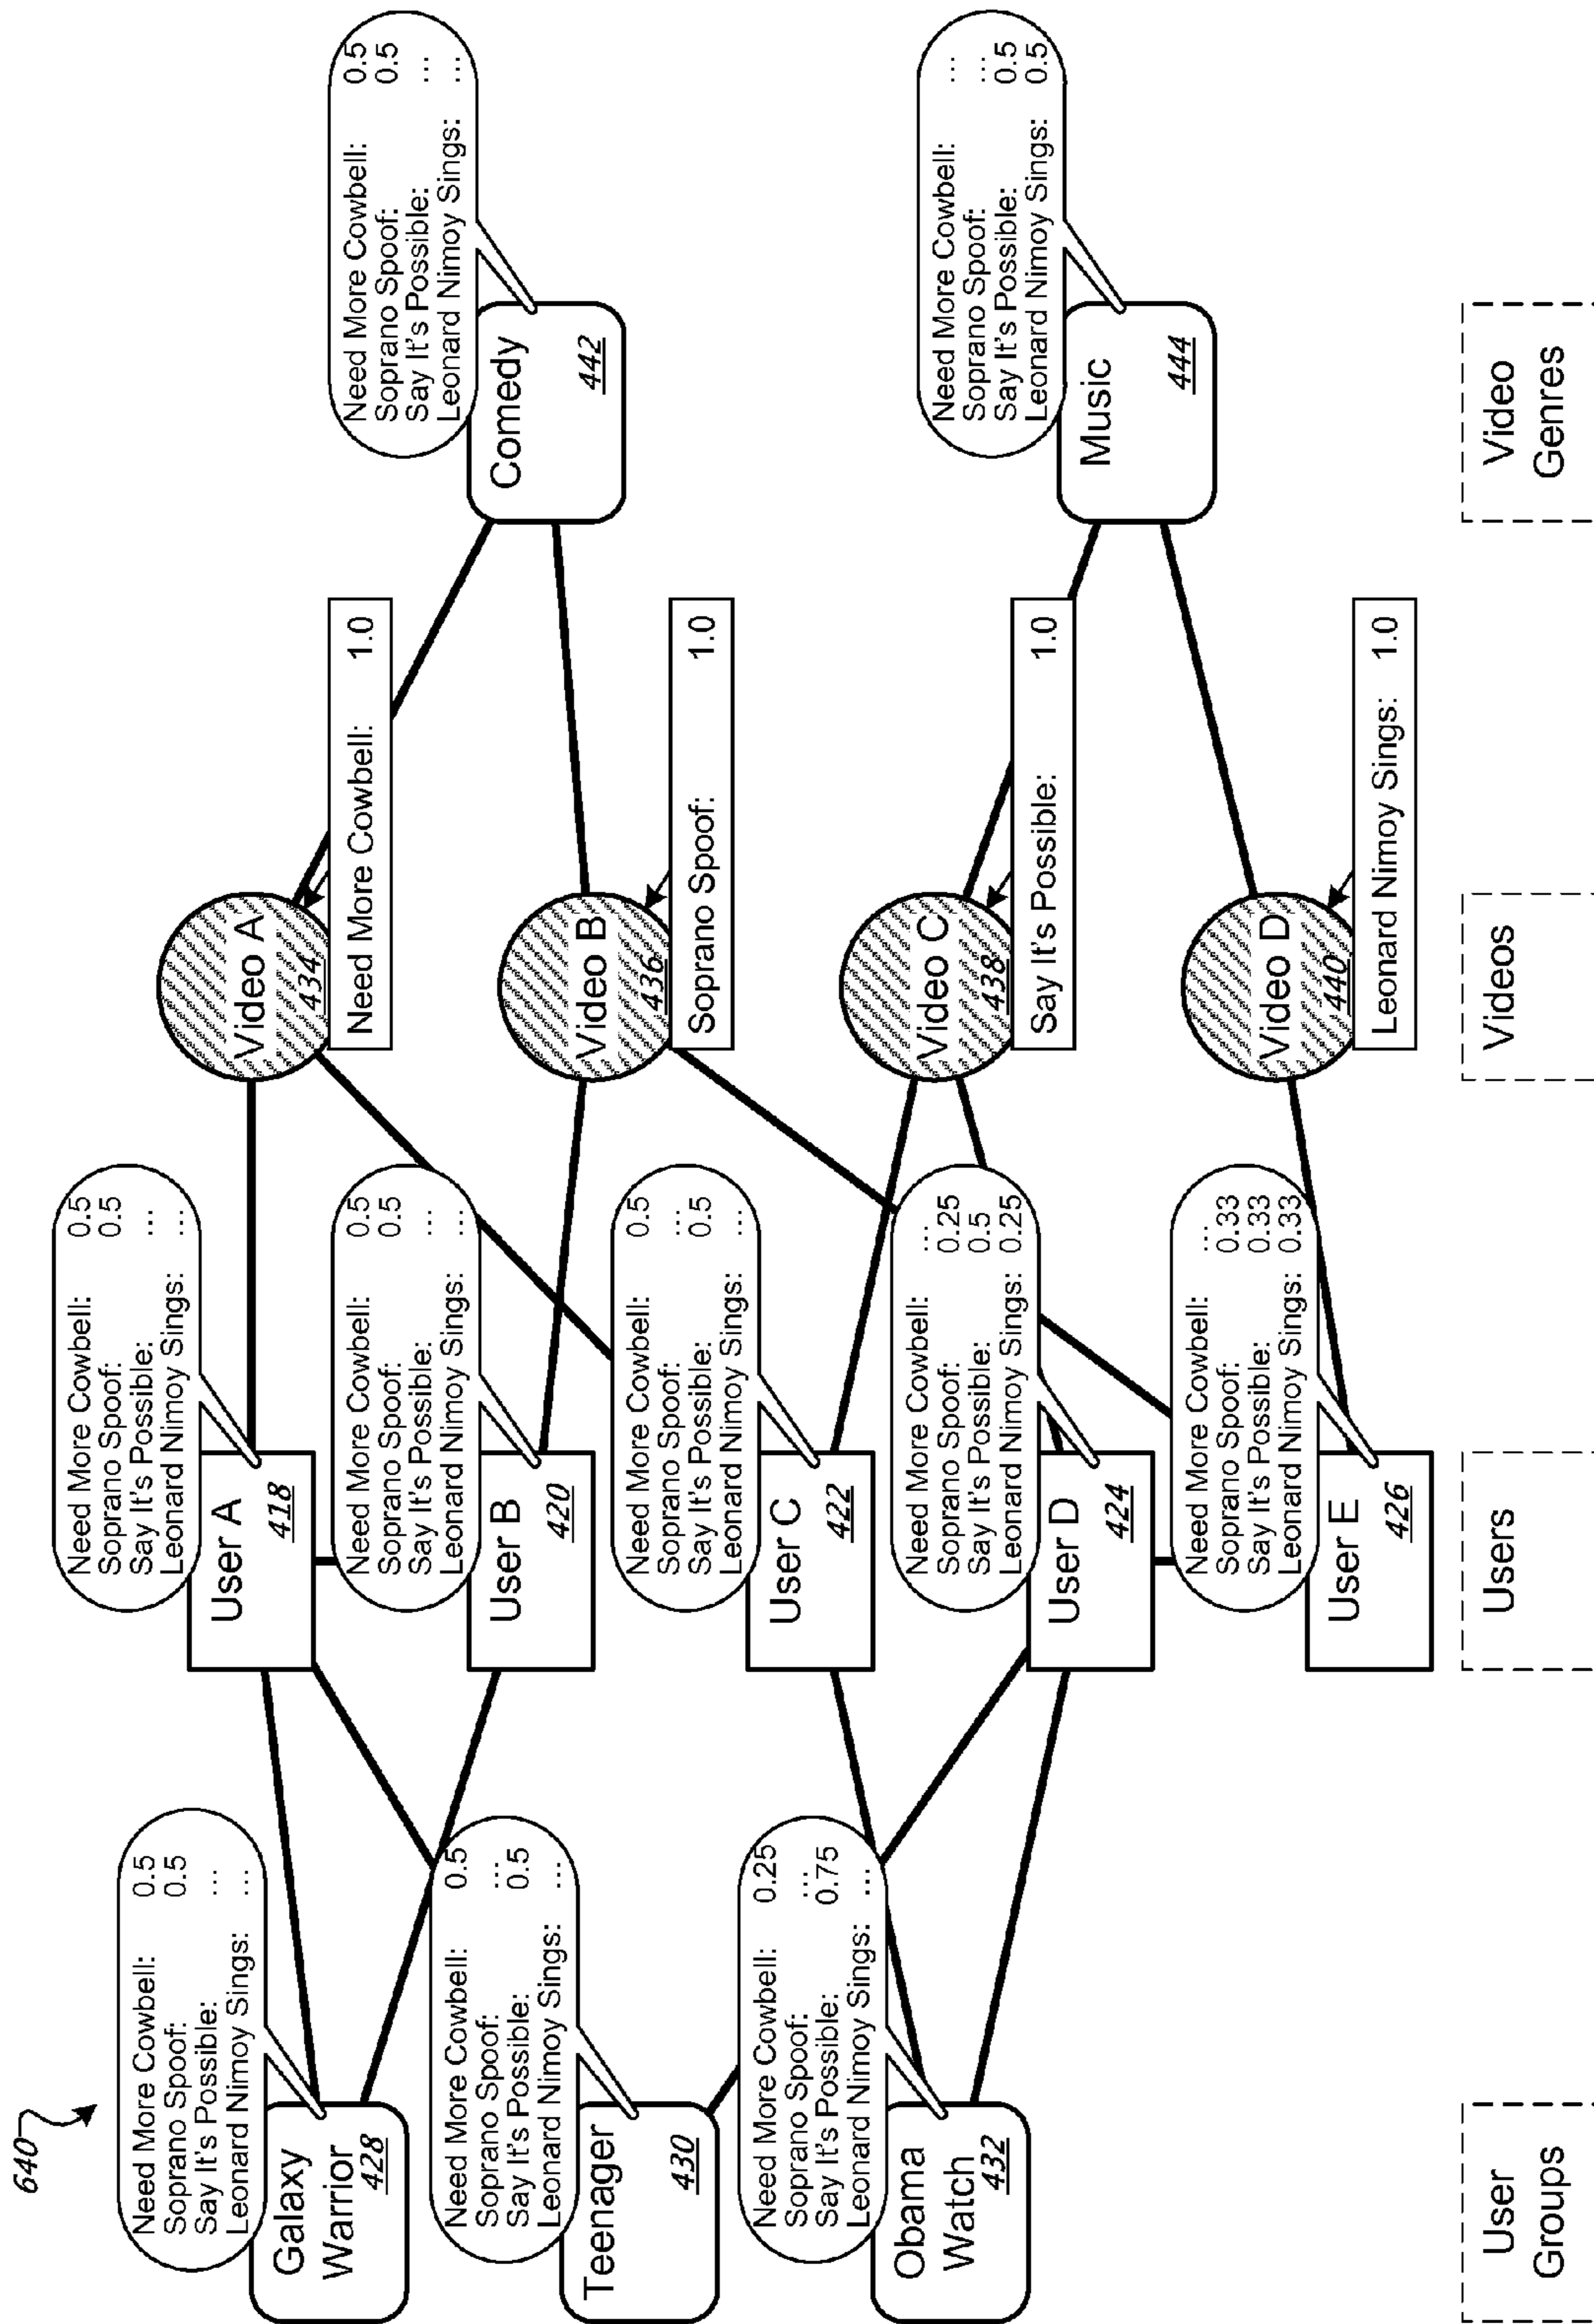 640
Need More Cowbell: 0.5
Soprano Spoof: 0.5
Say It's Possible: ...
Leonard Nimoy Sings: ...
Galaxy
Warrior
428
Need More Cowbell: 0.5
Soprano Spoof: ...
Say It's Possible: 0.5
Leonard Nimoy Sings: ...
Teenager
430
Need More Cowbell: 0.25
Soprano Spoof: ...
Say It's Possible: 0.75
Leonard Nimoy Sings: ...
Obama
Watch
432
User
Groups
Need More Cowbell: 0.5
Soprano Spoof: 0.5
Say It's Possible: ...
Leonard Nimoy Sings: ...
User A
418
Need More Cowbell: 0.5
Soprano Spoof: 0.5
Say It's Possible: ...
Leonard Nimoy Sings: ...
User B
420
Need More Cowbell: 0.5
Soprano Spoof: ...
Say It's Possible: 0.5
Leonard Nimoy Sings: ...
User C
422
Need More Cowbell: ...
Soprano Spoof: 0.25
Say It's Possible: 0.5
Leonard Nimoy Sings: 0.25
User D
424
Need More Cowbell: ...
Soprano Spoof: 0.33
Say It's Possible: 0.33
Leonard Nimoy Sings: 0.33
User E
426
Users
Video A
434
Need More Cowbell: 1.0
Video B
436
Soprano Spoof: 1.0
Video C
438
Say It's Possible: 1.0
Video D
440
Leonard Nimoy Sings: 1.0
Videos
Need More Cowbell: 0.5
Soprano Spoof: 0.5
Say It's Possible: ...
Leonard Nimoy Sings: ...
Comedy
442
Need More Cowbell: ...
Soprano Spoof: ...
Say It's Possible: 0.5
Leonard Nimoy Sings: 0.5
Music
444
Video
Genres